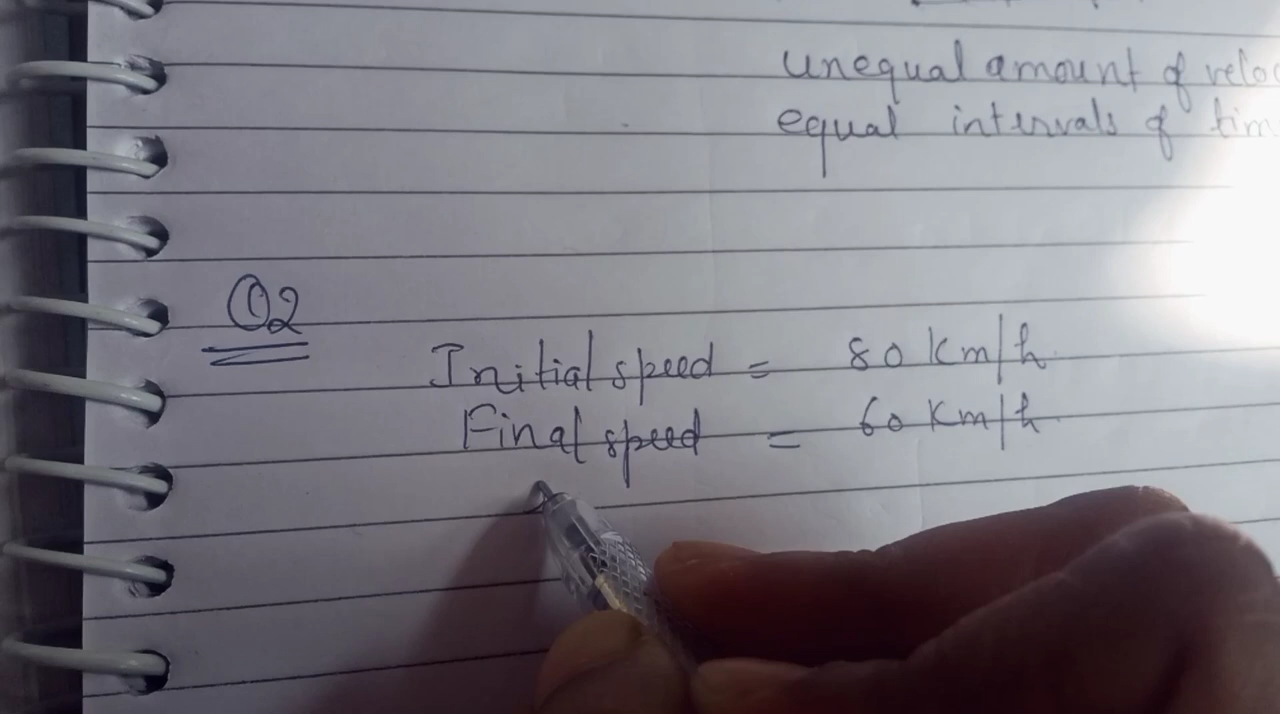 unequal amount of
equal intervals of
Q2
Initial speed = 80 km/h
Final speed = 60 km/h